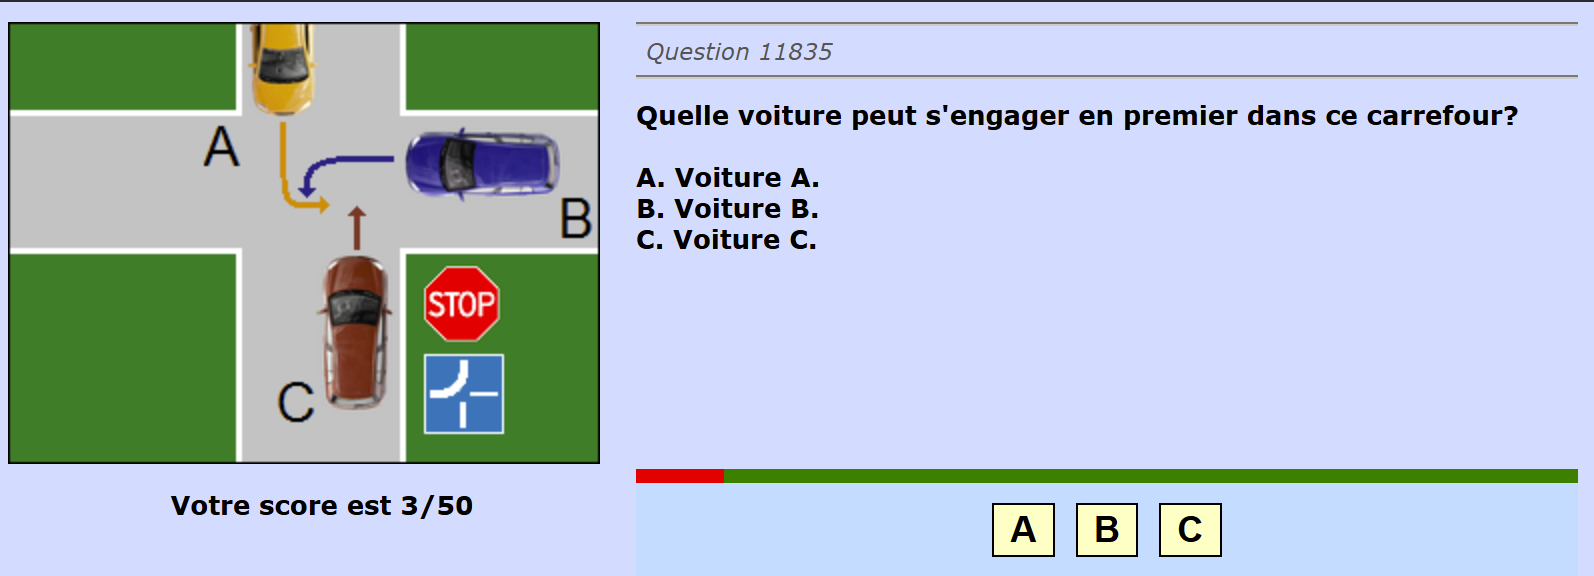 A
B
C
STOP
Votre score est 3/50
Question 11835
Quelle voiture peut s'engager en premier dans ce carrefour?
A. Voiture A.
B. Voiture B.
C. Voiture C.
A B C